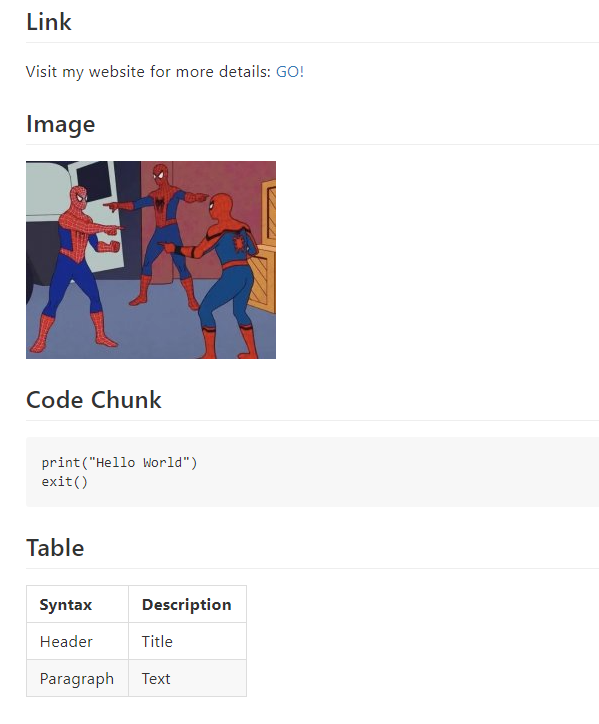 Link
Visit my website for more details: GO!
Image
Code Chunk
print("Hello World")
exit()
Table
Syntax Description
Header Title
Paragraph Text